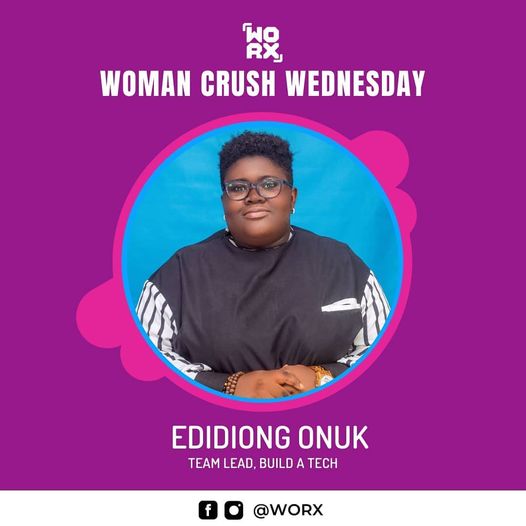 WO
RX
WOMAN CRUSH WEDNESDAY
EDIDIONG ONUK
TEAM LEAD, BUILD A TECH
@WORX